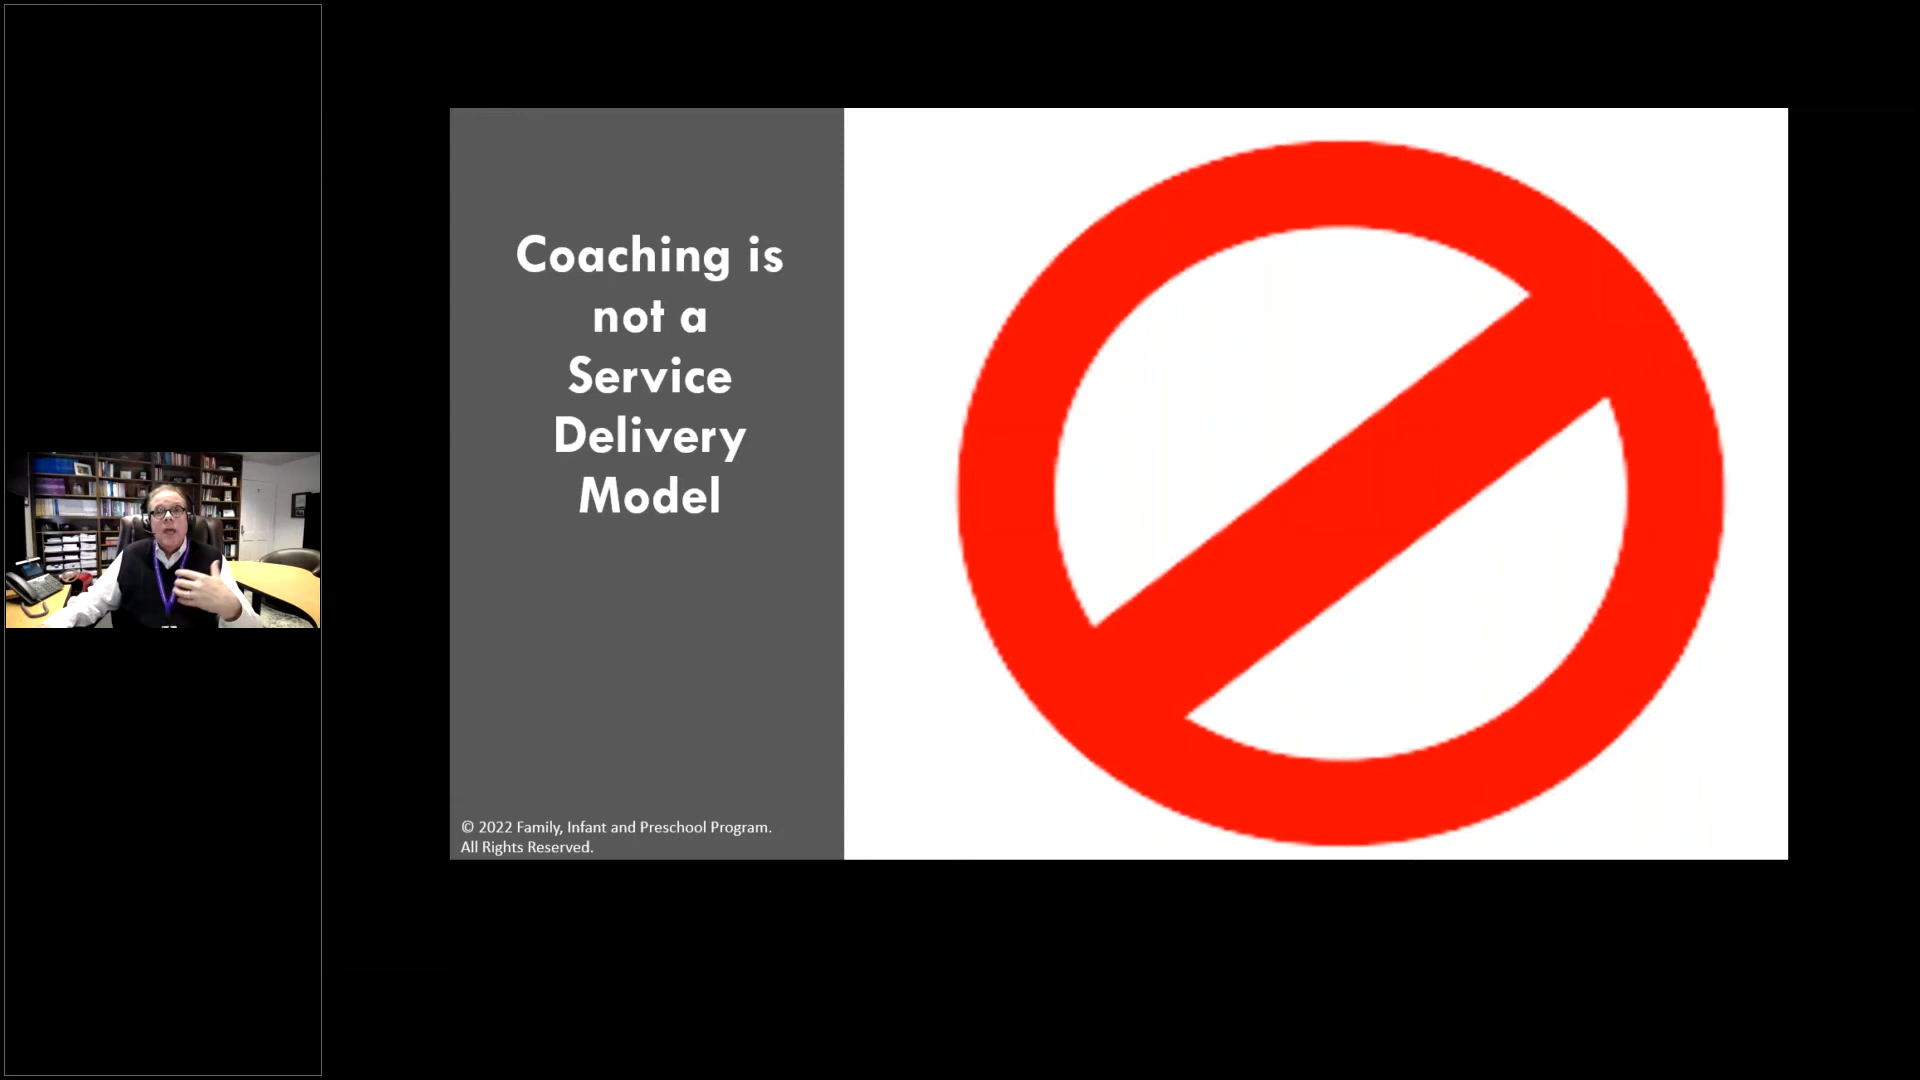 Coaching is
not a
Service
Delivery
Model
© 2022 Family, Infant and Preschool Program.
All Rights Reserved.